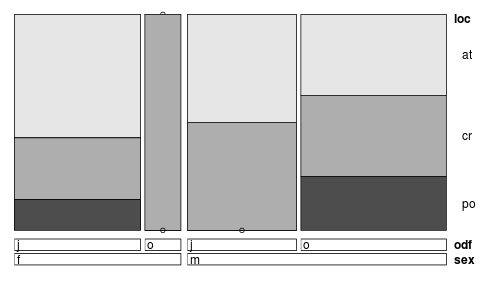 loc
at
cr
po
j o j o odf
f m sex